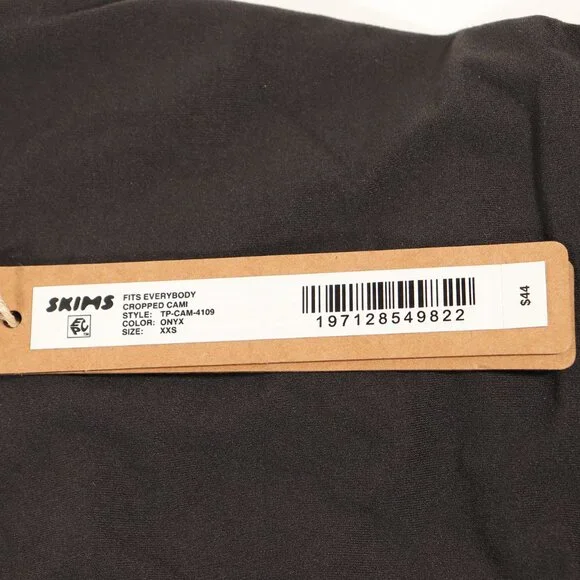 SKIMS
FITS EVERYBODY
CROPPED CAMI
STYLE: TP-CAM-4109
COLOR: ONYX
SIZE: XXS
197128549822
$44